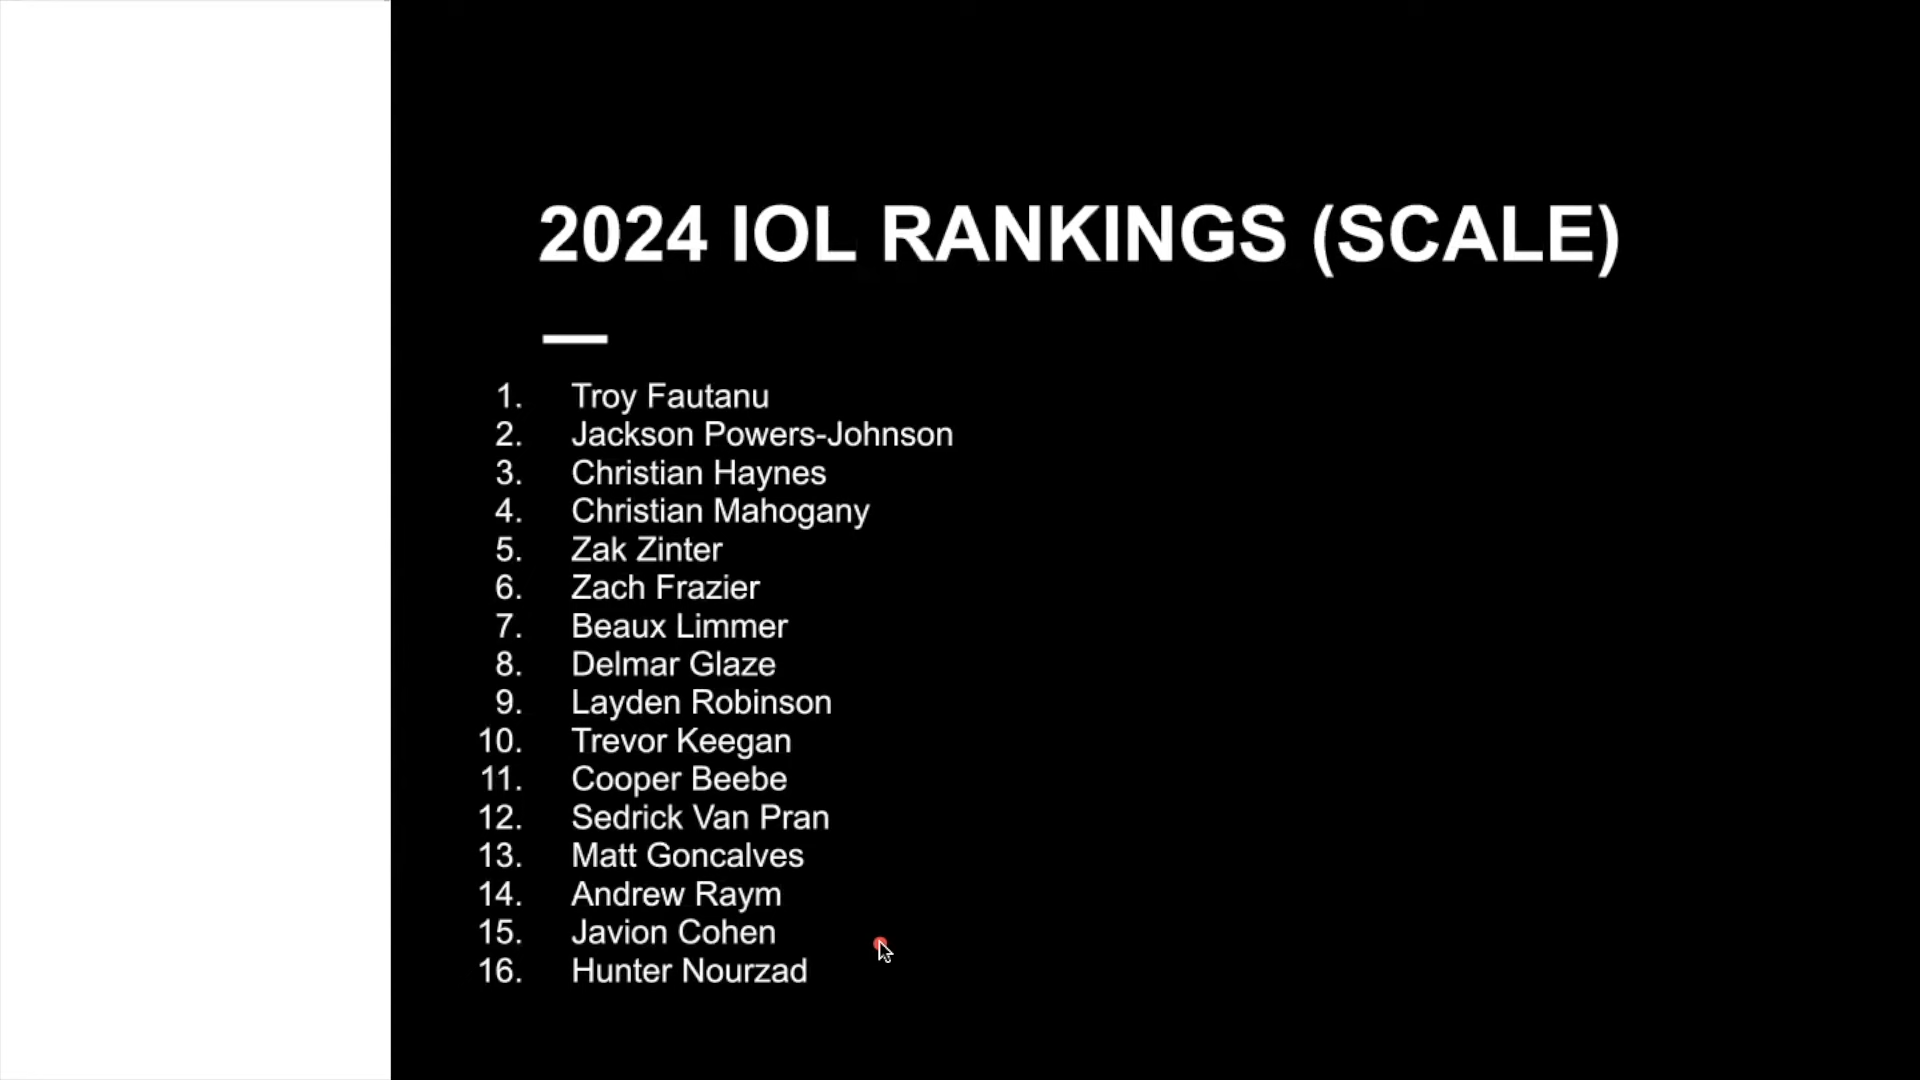 2024 IOL RANKINGS (SCALE)
1. Troy Fautanu
2. Jackson Powers-Johnson
3. Christian Haynes
4. Christian Mahogany
5. Zak Zinter
6. Zach Frazier
7. Beaux Limmer
8. Delmar Glaze
9. Layden Robinson
10. Trevor Keegan
11. Cooper Beebe
12. Sedrick Van Pran
13. Matt Goncalves
14. Andrew Raym
15. Javion Cohen
16. Hunter Nourzad